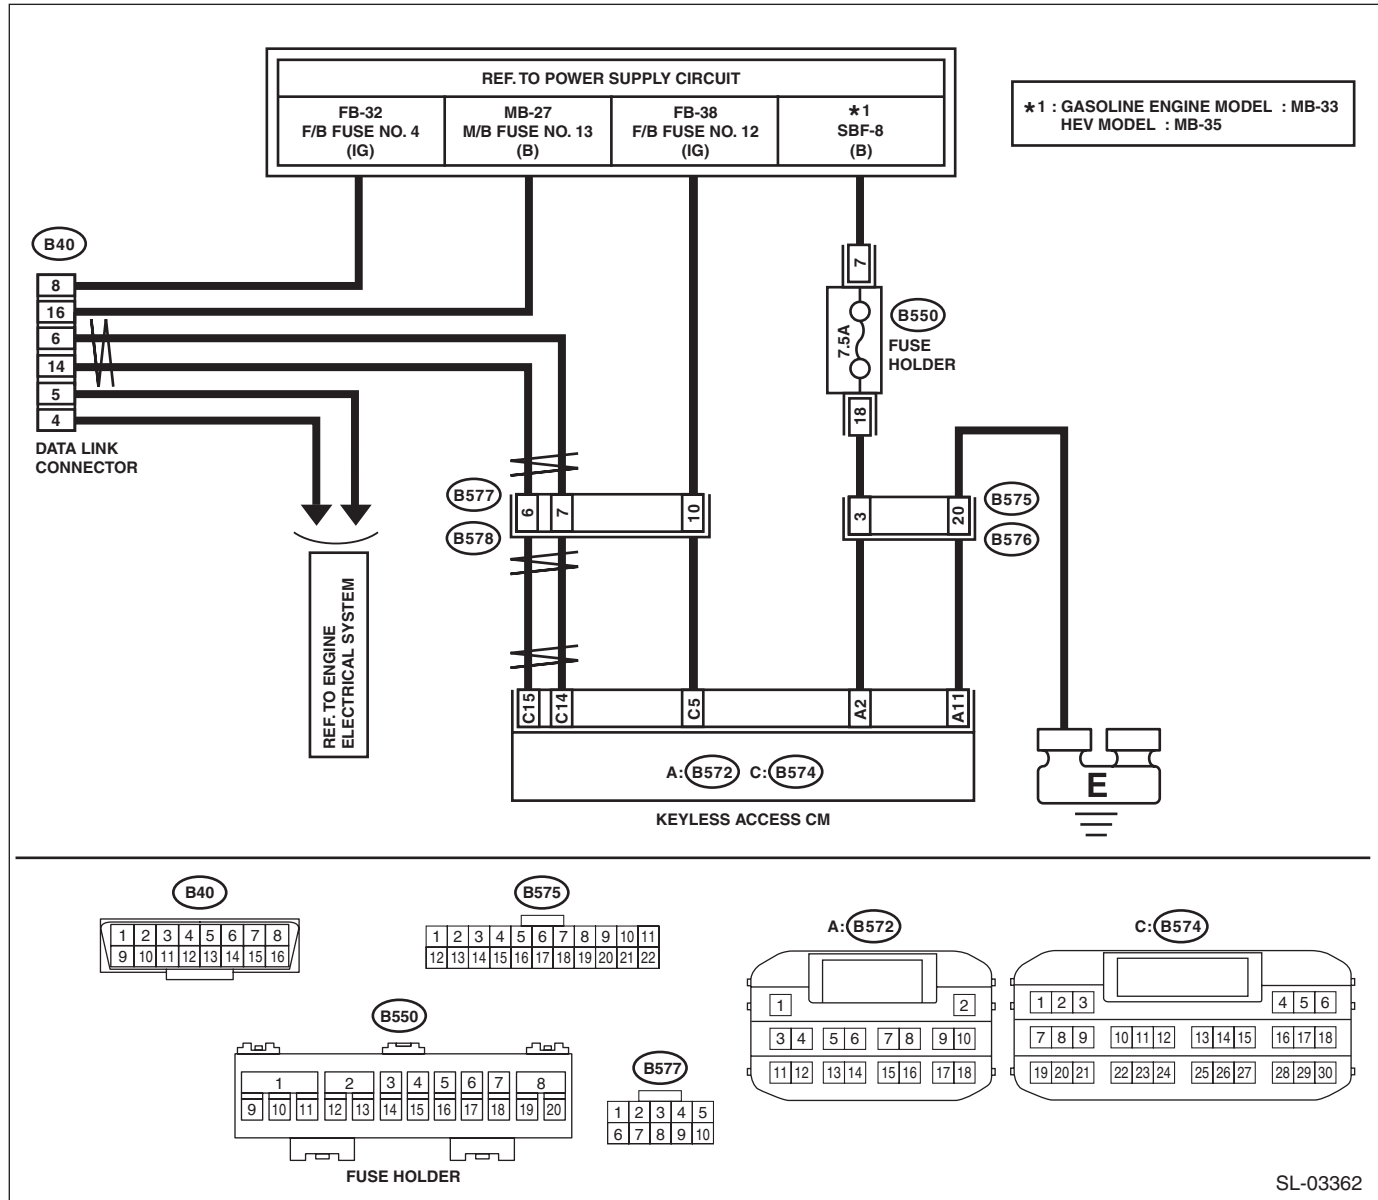 REF. TO POWER SUPPLY CIRCUIT
FB-32
F/B FUSE NO. 4
(IG)
MB-27
M/B FUSE NO. 13
(B)
FB-38
F/B FUSE NO. 12
(IG)
*1
SBF-8
(B)
*1 : GASOLINE ENGINE MODEL : MB-33
HEV MODEL : MB-35
B40
8
16
6
14
5
4
DATA LINK
CONNECTOR
REF. TO ENGINE
ELECTRICAL SYSTEM
7
7.5A
18
B550
FUSE
HOLDER
B577
B578
6
7
10
3
20
B575
B576
C15
C14
C5
A2
A11
A: B572 C: B574
KEYLESS ACCESS CM
E
B40
1 2 3 4 5 6 7 8
9 10 11 12 13 14 15 16
B575
1 2 3 4 5 6 7 8 9 10 11
12 13 14 15 16 17 18 19 20 21 22
B550
1 2 3 4 5 6 7 8
9 10 11 12 13 14 15 16 17 18 19 20
FUSE HOLDER
B577
1 2 3 4 5
6 7 8 9 10
A: B572
1 2
3 4 5 6 7 8 9 10
11 12 13 14 15 16 17 18
C: B574
1 2 3 4 5 6
7 8 9 10 11 12 13 14 15 16 17 18
19 20 21 22 23 24 25 26 27 28 29 30
SL-03362